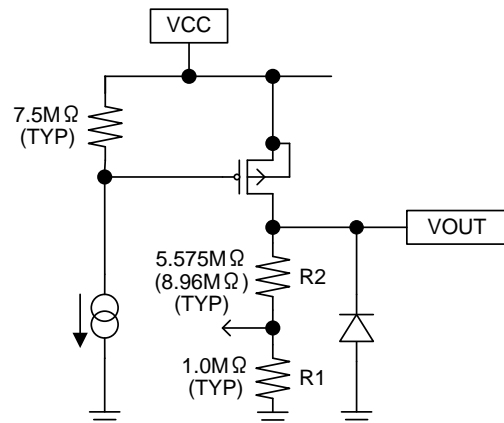 VCC
7.5MΩ
(TYP)
VOUT
5.575MΩ
(8.96MΩ)
(TYP)
R2
1.0MΩ
(TYP)
R1